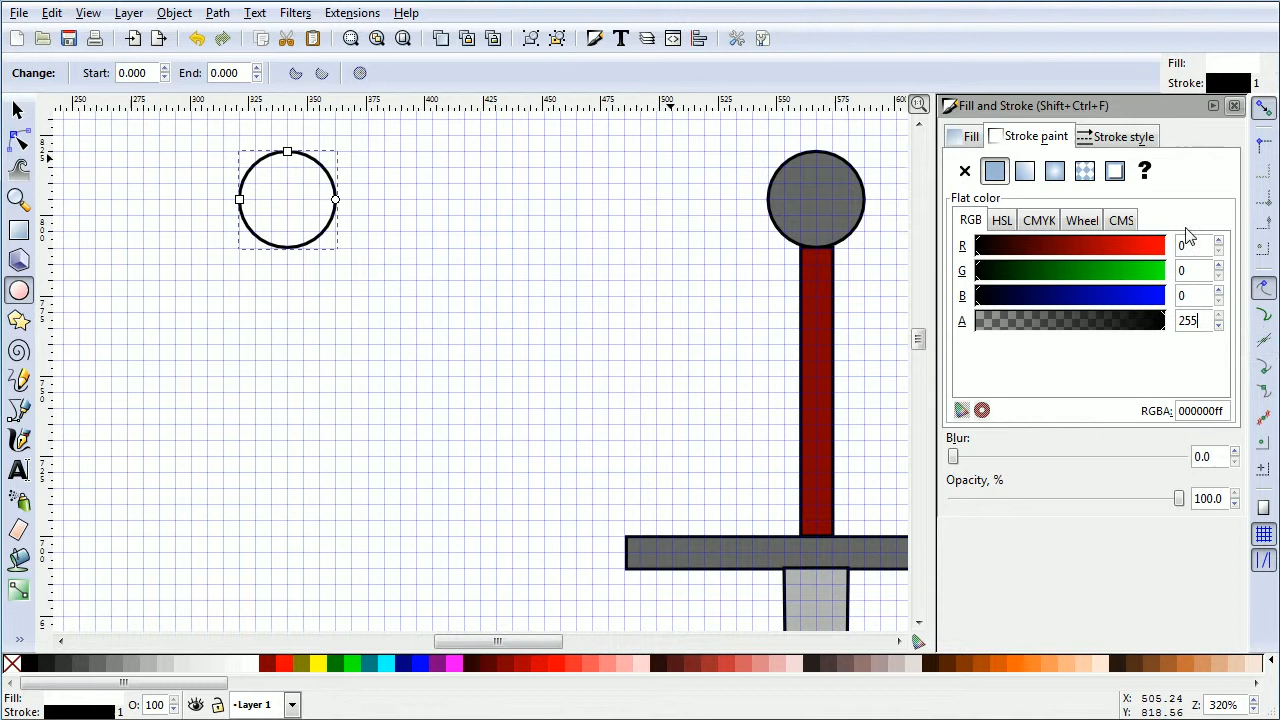 File Edit View Layer Object Path Text Filters Extensions Help
Change: Start: 0.000 End: 0.000
Fill:
Stroke: 1
250 300 325 350 375 400 425 450 475 500 525 550 575 600
Fill and Stroke (Shift+Ctrl+F)
Fill Stroke paint Stroke style
?
Flat color
RGB HSL CMYK Wheel CMS
R 0
G 0
B 0
A 255
RGBA: 000000ff
Blur:
0.0
Opacity, %
100.0
Fill:
Stroke: 1
O: 100
Layer 1
X: 505.24
Y: 818.56
Z: 320%